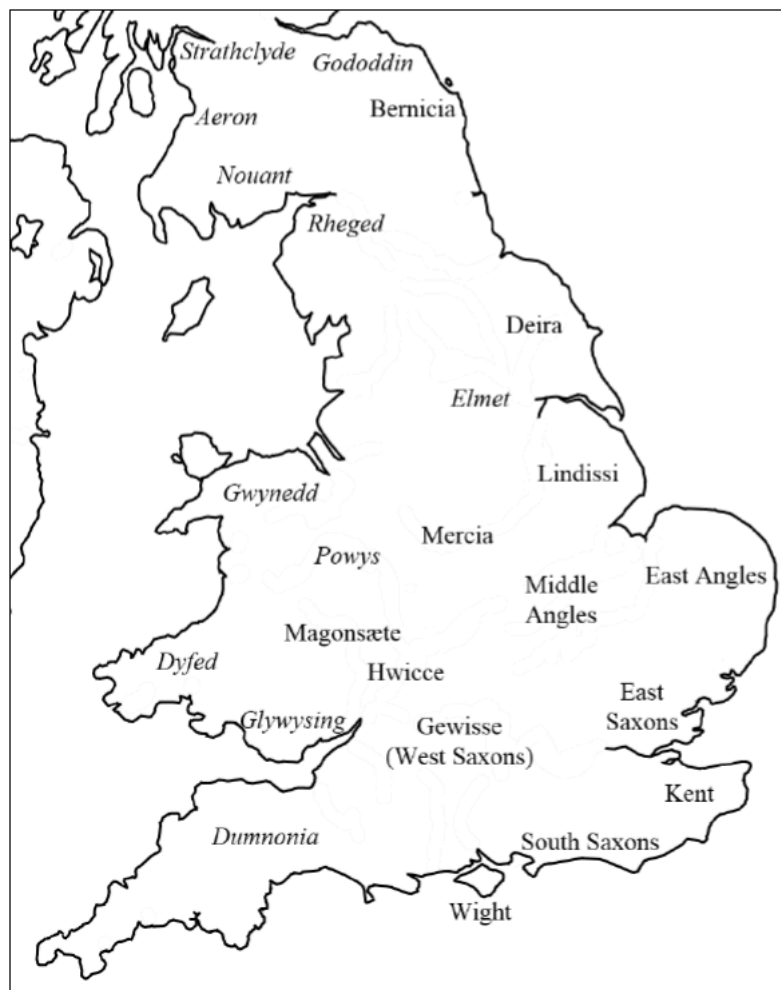 Strathclyde
Gododdin
Bernicia
Aeron
Nouant
Rheged
Deira
Elmet
Lindissi
Gwynedd
Mercia
Powys
Middle
Angles
East Angles
Magonsæte
Dyfed
Hwicce
East
Saxons
Glywysing
Gewisse
(West Saxons)
Kent
Dumnonia
South Saxons
Wight